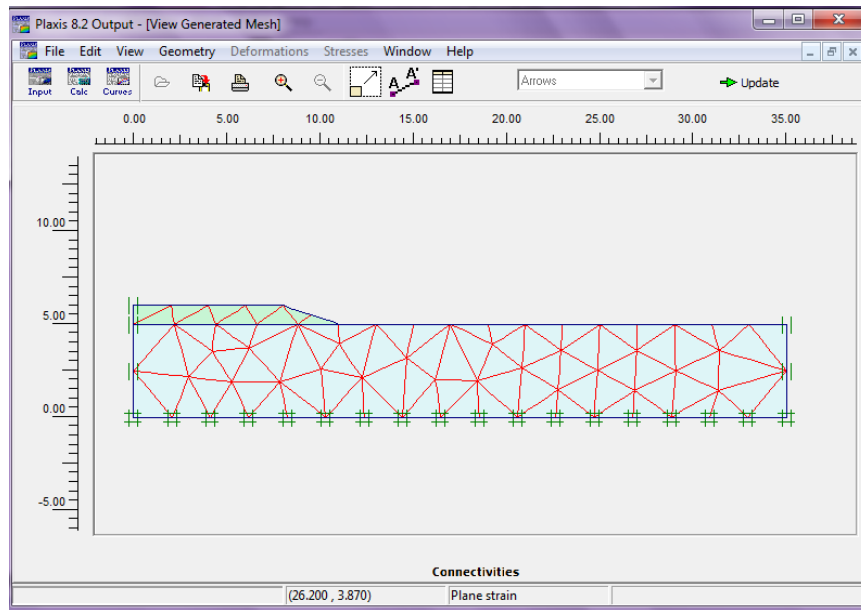 Plaxis 8.2 Output - [View Generated Mesh]
File Edit View Geometry Deformations Stresses Window Help
Input Calc Curves A A' Arrows Update
0.00 5.00 10.00 15.00 20.00 25.00 30.00 35.00
10.00
5.00
0.00
-5.00
Connectivities
(26.200 , 3.870) Plane strain